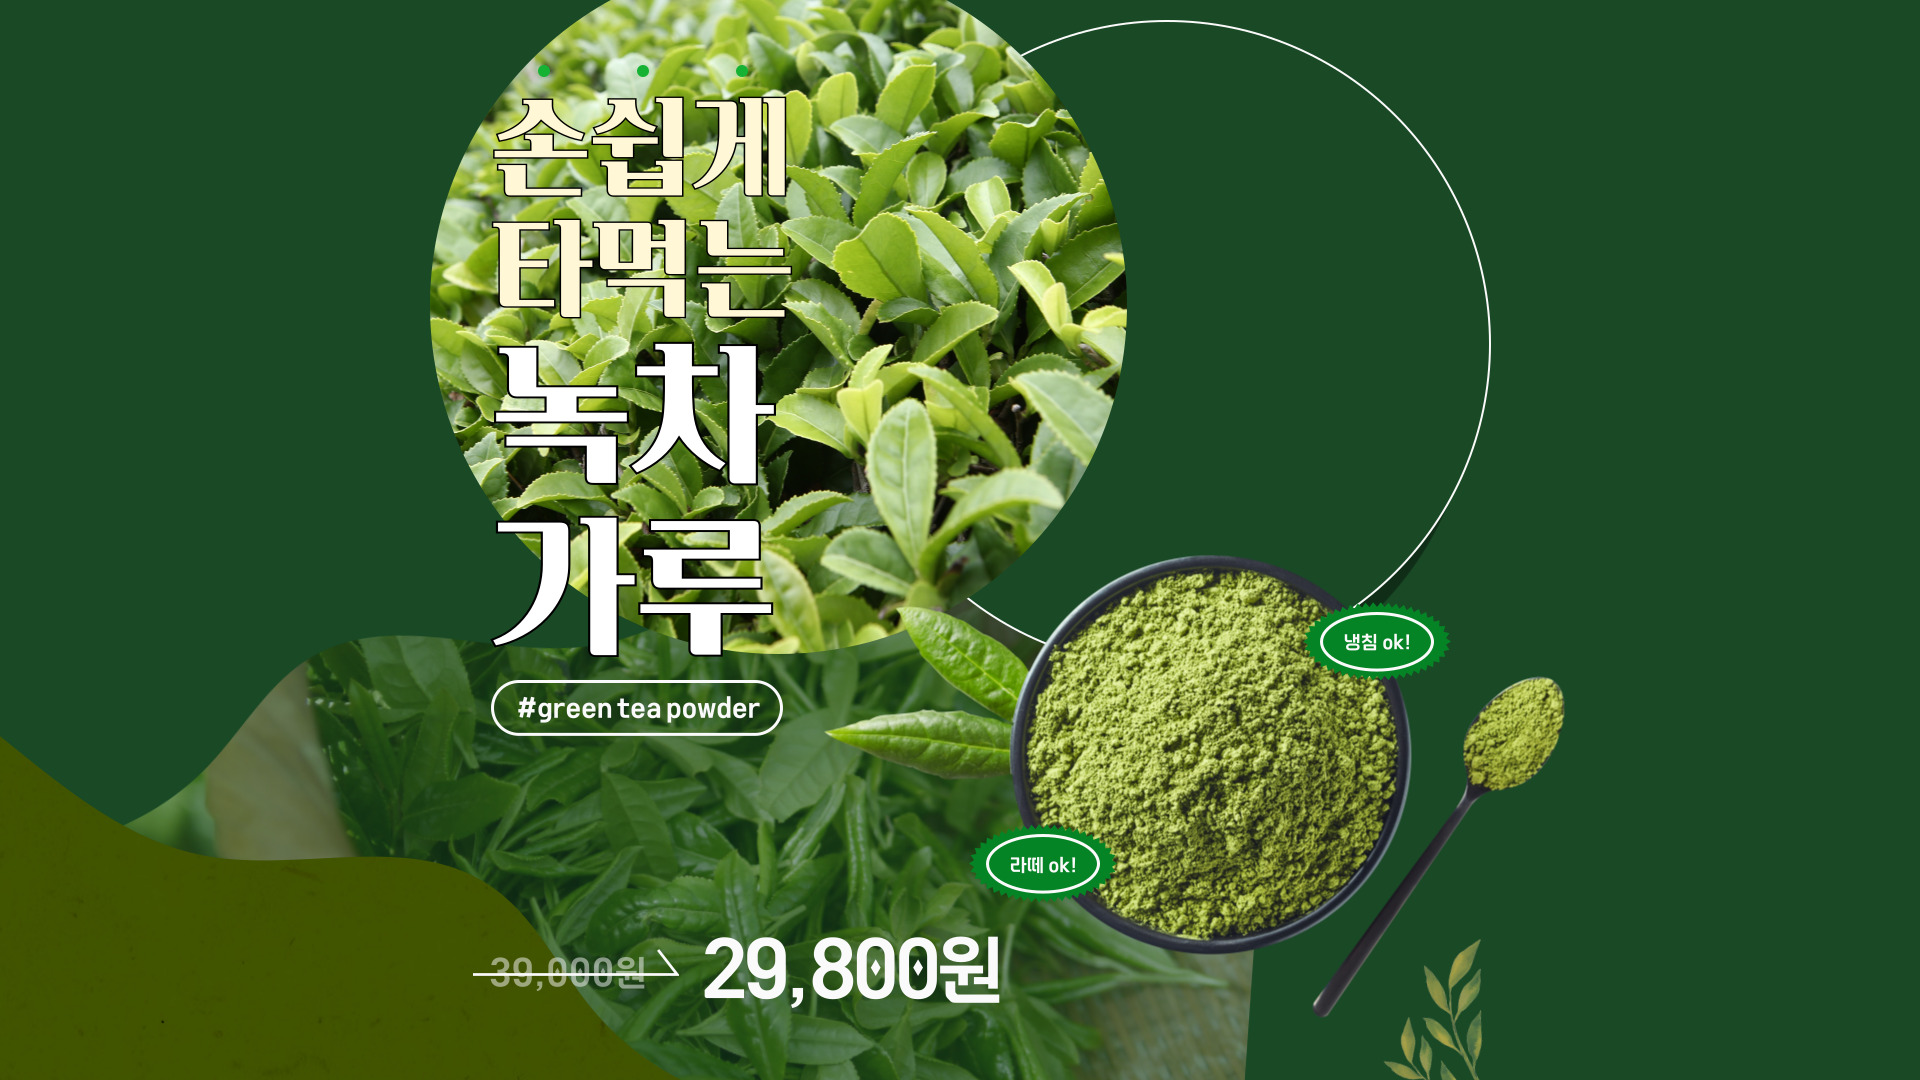 손쉽게
타먹는
녹차
가루
#green tea powder
냉침 ok!
라떼 ok!
39,000원
29,800원